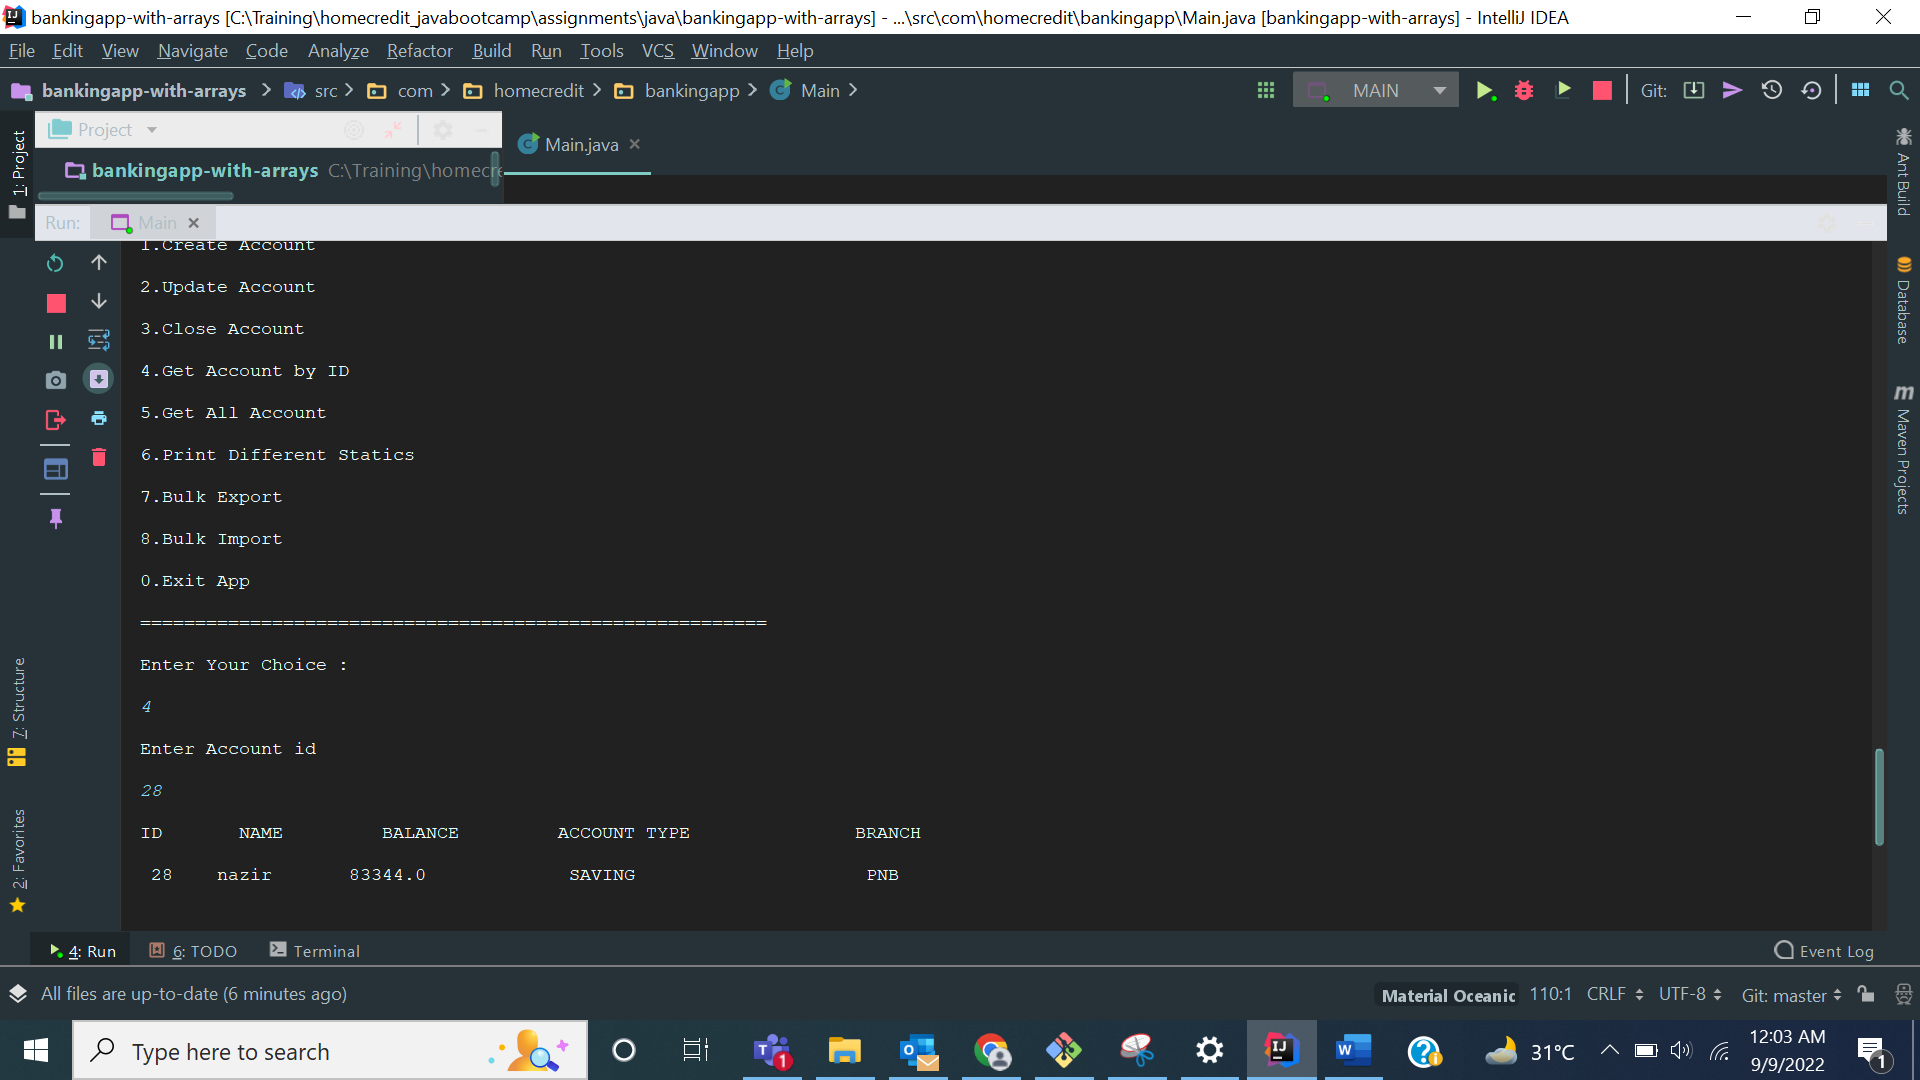 bankingapp-with-arrays [C:\Training\homecredit_javabootcamp\assignments\java\bankingapp-with-arrays] - ...\src\com\homecredit\bankingapp\Main.java [bankingapp-with-arrays] - IntelliJ IDEA
File Edit View Navigate Code Analyze Refactor Build Run Tools VCS Window Help
bankingapp-with-arrays src com homecredit bankingapp Main MAIN Git:
Project
Main.java
bankingapp-with-arrays C:\Training\homecre
Run: Main
1.Create Account
2.Update Account
3.Close Account
4.Get Account by ID
5.Get All Account
6.Print Different Statics
7.Bulk Export
8.Bulk Import
0.Exit App
=========================================================
Enter Your Choice :
4
Enter Account id
28
ID NAME BALANCE ACCOUNT TYPE BRANCH
28 nazir 83344.0 SAVING PNB
1: Project
7: Structure
2: Favorites
Ant Build
Database
m Maven Projects
4: Run 6: TODO Terminal Event Log
All files are up-to-date (6 minutes ago) Material Oceanic 110:1 CRLF UTF-8 Git: master
Type here to search
1
31°C
12:03 AM
9/9/2022
1